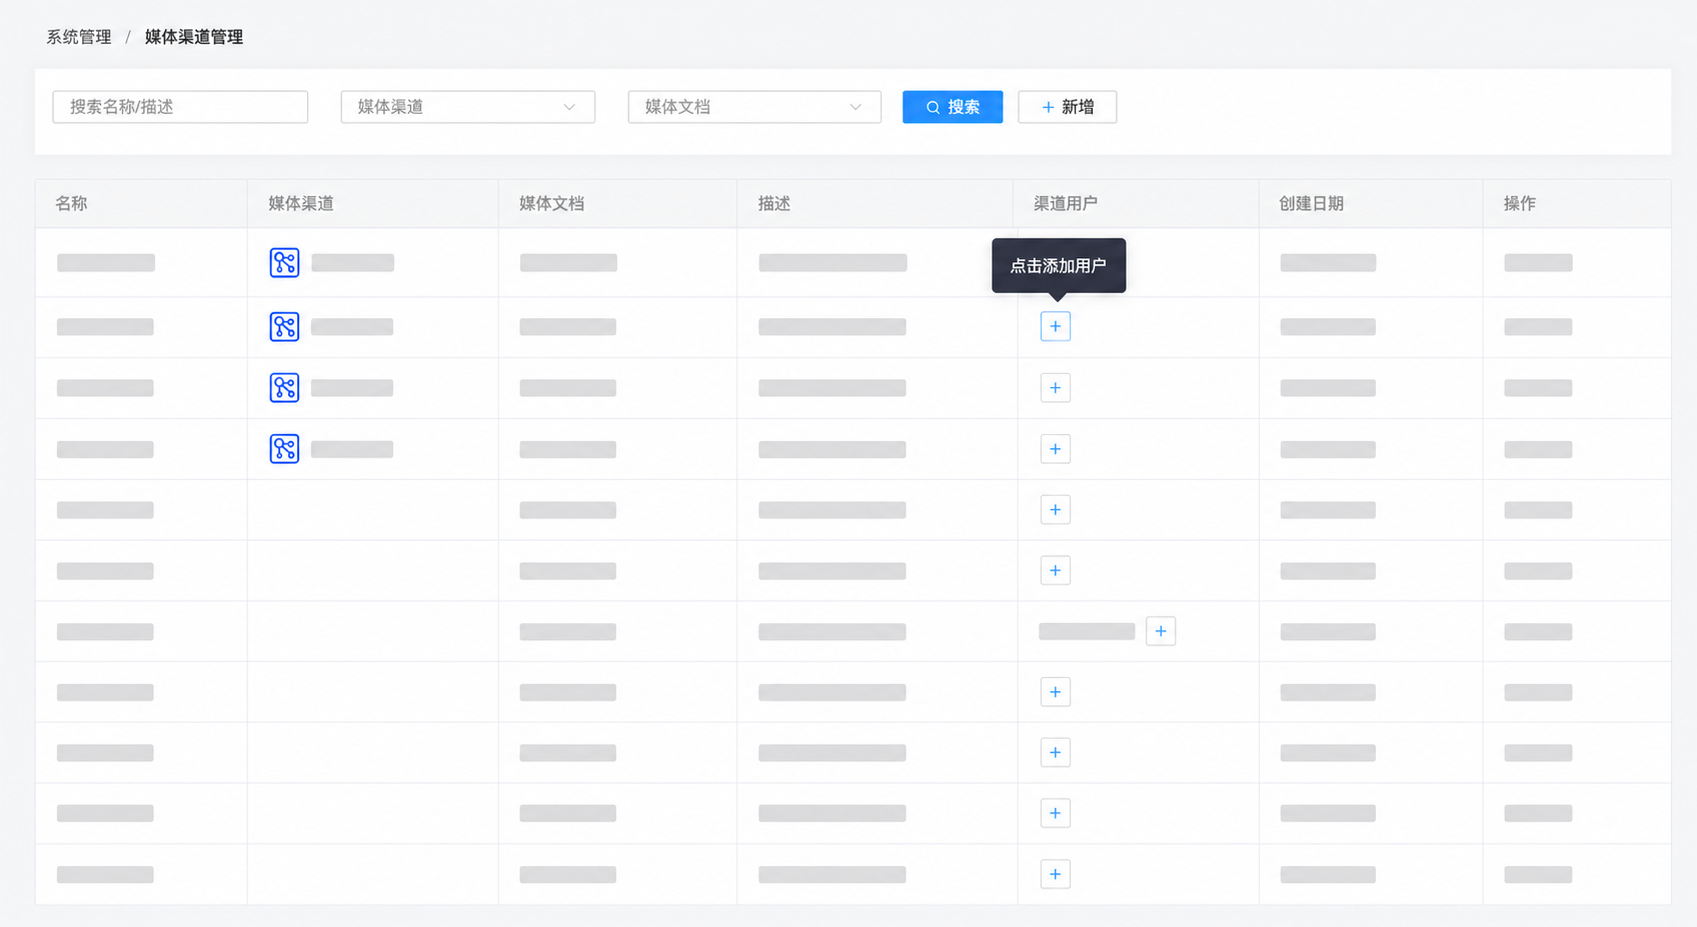 系统管理 / 媒体渠道管理
搜索名称/描述 媒体渠道 媒体文档 搜索 + 新增
名称 媒体渠道 媒体文档 描述 渠道用户 创建日期 操作
点击添加用户